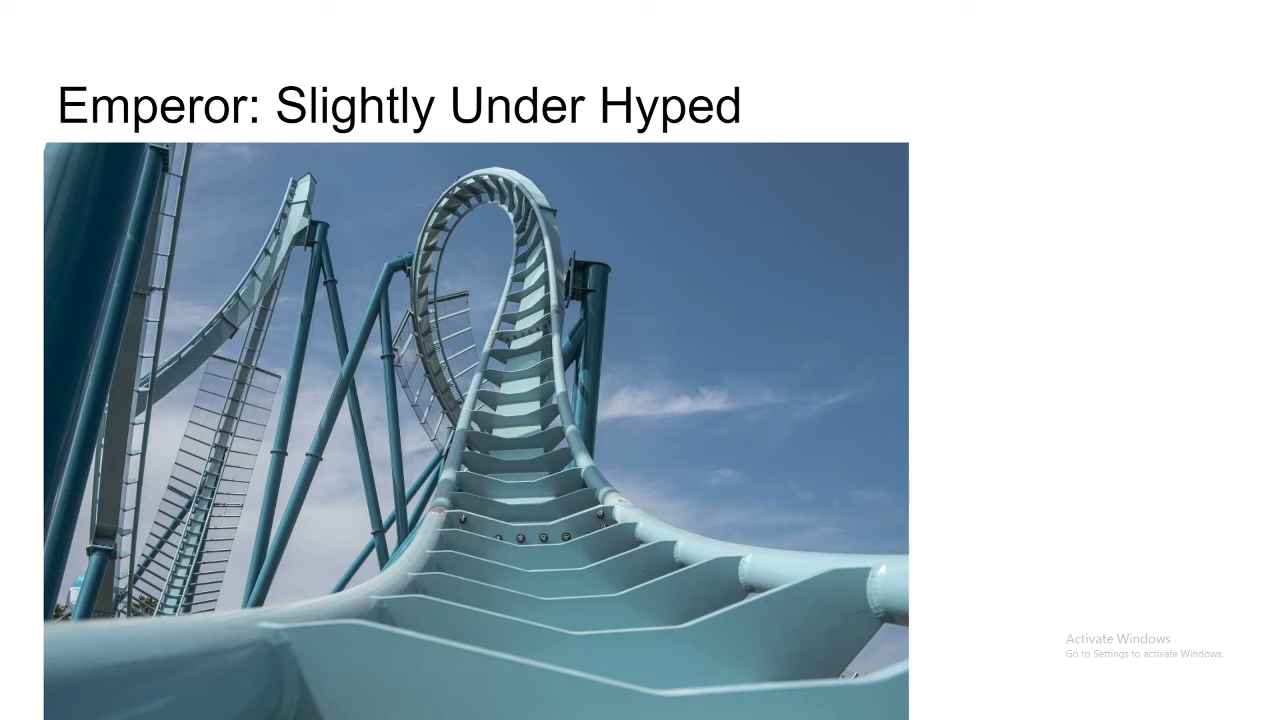 Emperor: Slightly Under Hyped
Activate Windows
Go to Settings to activate Windows.